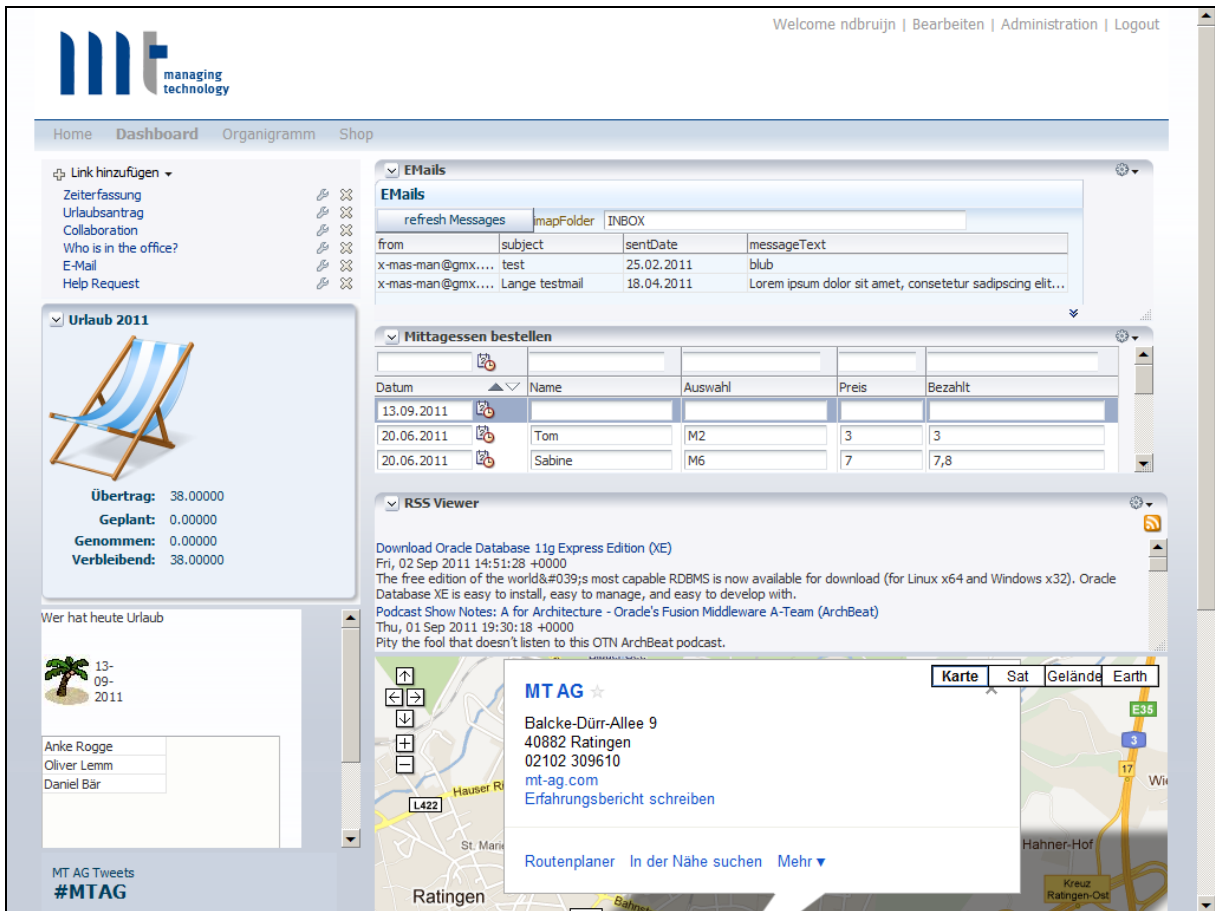 Welcome ndbruijn | Bearbeiten | Administration | Logout
mt
managing
technology
Home Dashboard Organigramm Shop
Link hinzufügen
Zeiterfassung
Urlaubsantrag
Collaboration
Who is in the office?
E-Mail
Help Request
Urlaub 2011
Übertrag: 38.00000
Geplant: 0.00000
Genommen: 0.00000
Verbleibend: 38.00000
Wer hat heute Urlaub
13-
09-
2011
Anke Rogge
Oliver Lemm
Daniel Bär
MT AG Tweets
#MTAG
EMails
EMails
refresh Messages imapFolder INBOX
from subject sentDate messageText
x-mas-man@gmx.... test 25.02.2011 blub
x-mas-man@gmx.... Lange testmail 18.04.2011 Lorem ipsum dolor sit amet, consetetur sadipscing elit...
Mittagessen bestellen
Datum Name Auswahl Preis Bezahlt
13.09.2011
20.06.2011 Tom M2 3 3
20.06.2011 Sabine M6 7 7,8
RSS Viewer
Download Oracle Database 11g Express Edition (XE)
Fri, 02 Sep 2011 14:51:28 +0000
The free edition of the world&#039;s most capable RDBMS is now available for download (for Linux x64 and Windows x32). Oracle
Database XE is easy to install, easy to manage, and easy to develop with.
Podcast Show Notes: A for Architecture - Oracle's Fusion Middleware A-Team (ArchBeat)
Thu, 01 Sep 2011 19:30:18 +0000
Pity the fool that doesn't listen to this OTN ArchBeat podcast.
Karte Sat Gelände Earth
MT AG
Balcke-Dürr-Allee 9
40882 Ratingen
02102 309610
mt-ag.com
Erfahrungsbericht schreiben
Routenplaner In der Nähe suchen Mehr
E35
3
17
L422
Hauser
St.
Ratingen
Hahner-Hof
Kreuz
Ratingen-Ost